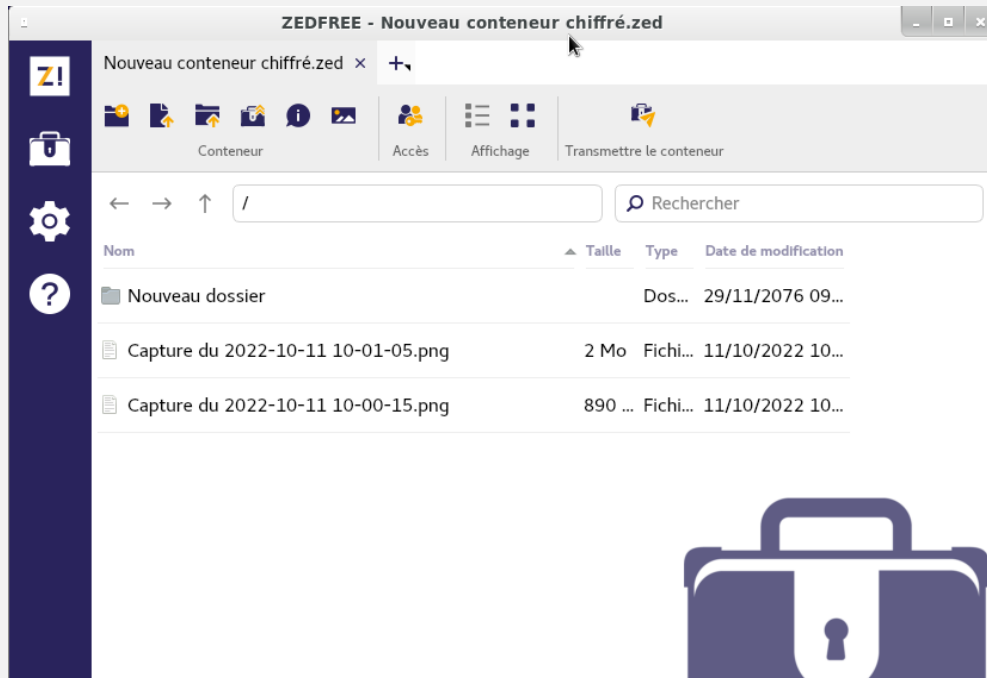 ZEDFREE - Nouveau conteneur chiffré.zed
Z!
Nouveau conteneur chiffré.zed
Conteneur Accès Affichage Transmettre le conteneur
/ Rechercher
Nom Taille Type Date de modification
Nouveau dossier Dos... 29/11/2076 09...
Capture du 2022-10-11 10-01-05.png 2 Mo Fichi... 11/10/2022 10...
Capture du 2022-10-11 10-00-15.png 890 ... Fichi... 11/10/2022 10...